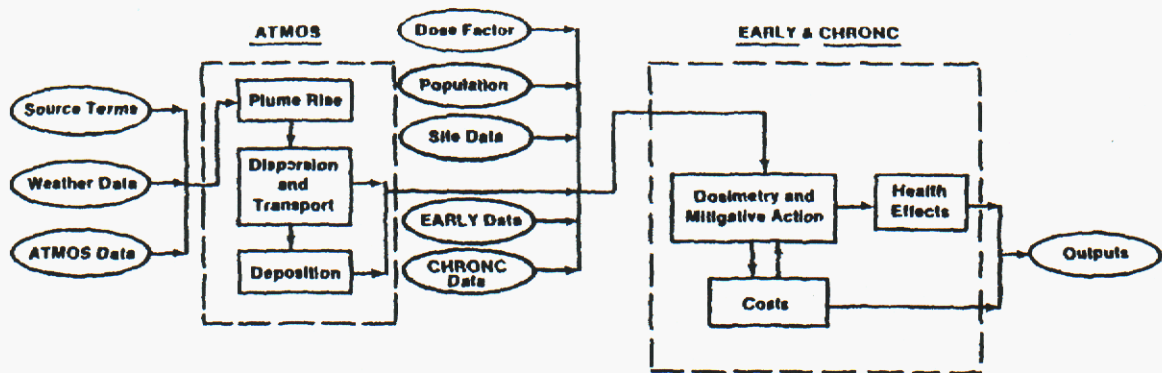 ATMOS
Source Terms
Weather Data
ATMOS Data
Plume Rise
Dispersion
and
Transport
Deposition
Dose Factor
Population
Site Data
EARLY Data
CHRONC
Data
EARLY & CHRONC
Dosimetry and
Mitigative Action
Health
Effects
Costs
Outputs